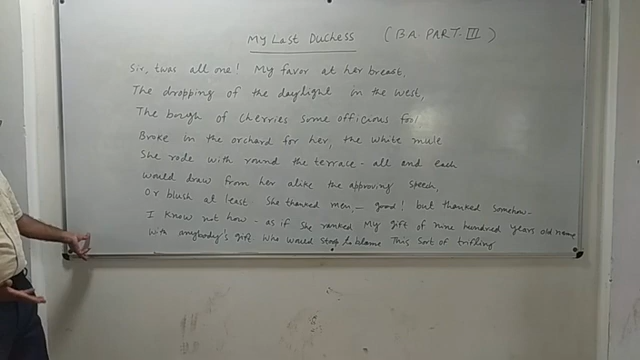 My Last Duchess (BA. PART-III)
Sir, twas all one! My favor at her breast,
The dropping of the daylight in the west,
The bough of cherries some officious fool
Broke in the orchard for her, the white mule
She rode with round the terrace - all and each
would draw from her alike the approving speech,
Or blush at least. She thanked men, - good! but thanked somehow-
I know not how - as if she ranked My gift of nine hundred years old name
With anybody's gift. Who would stoop to blame This sort of trifling